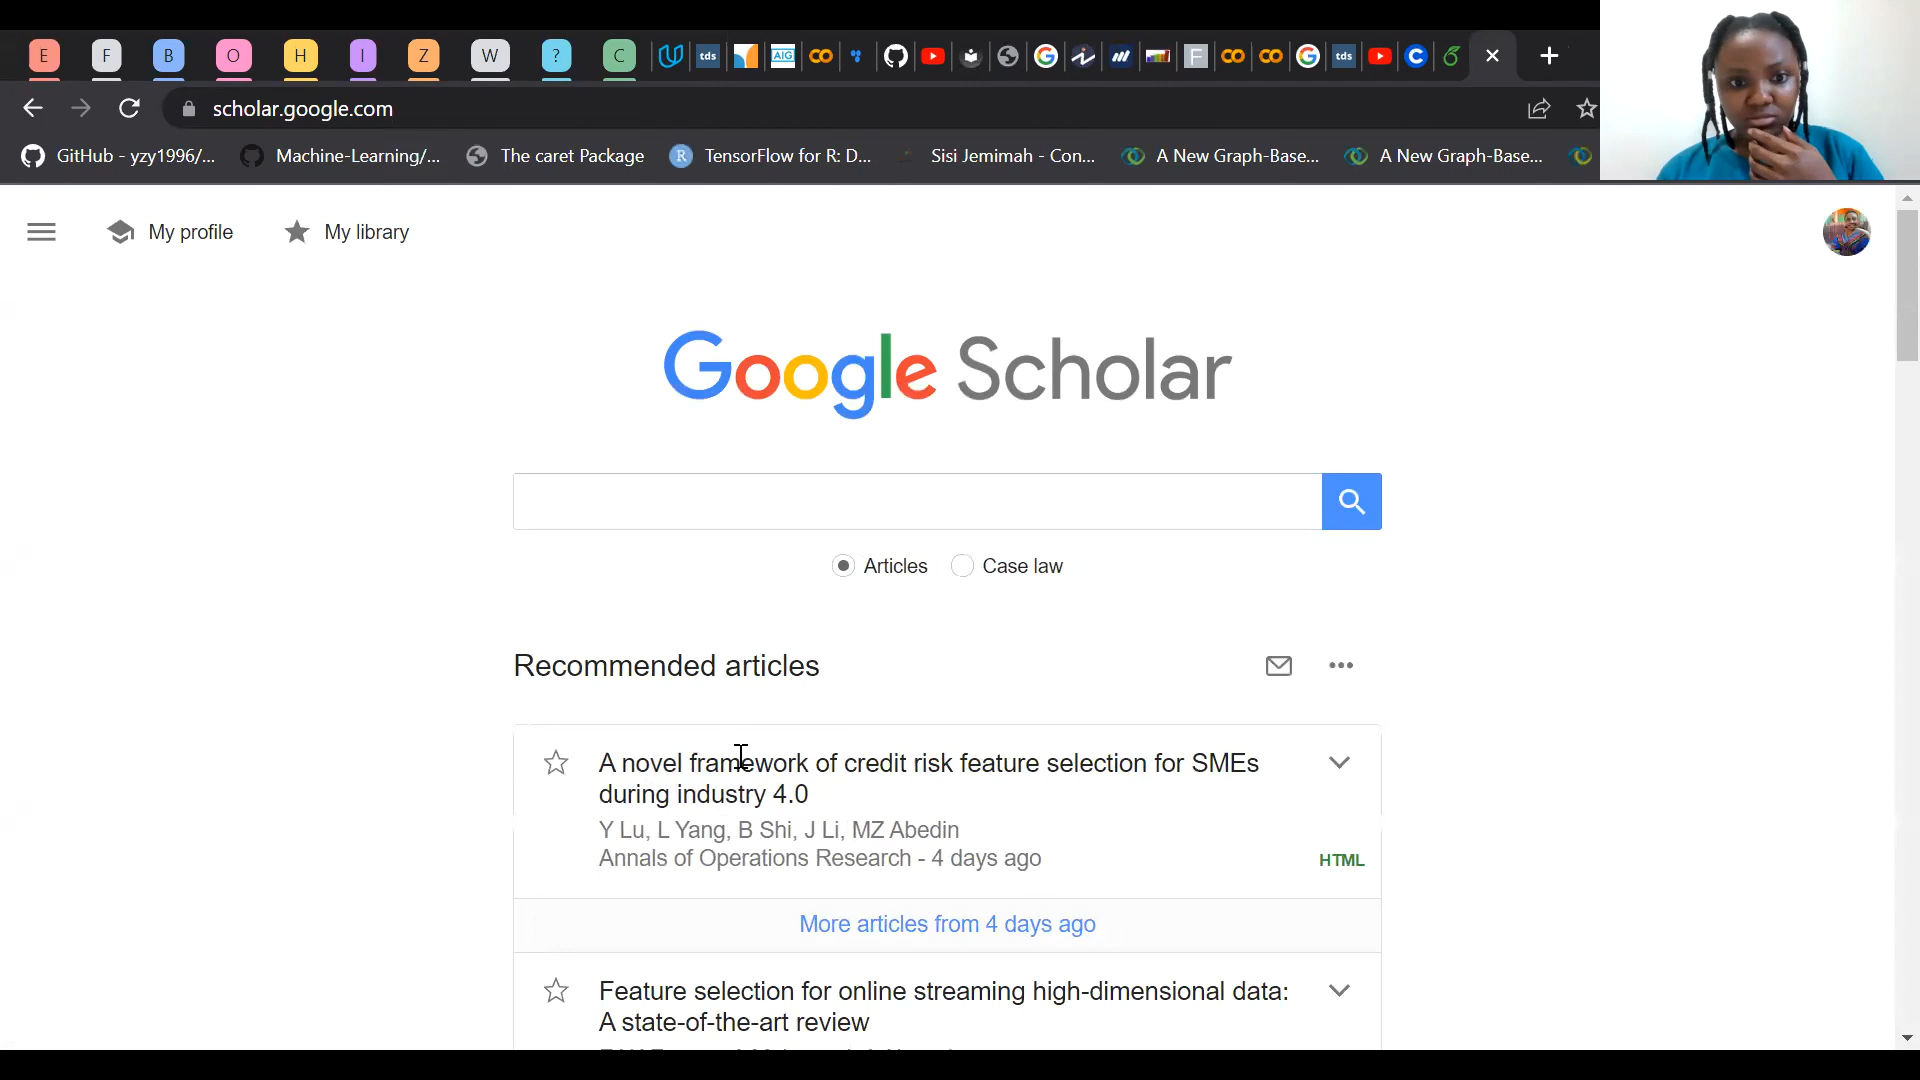 E F B O H I Z W ? C tds AIG F tds
scholar.google.com
GitHub - yzy1996/... Machine-Learning/... The caret Package R TensorFlow for R: D... Sisi Jemimah - Con... A New Graph-Base... A New Graph-Base...
My profile My library
Google Scholar
Articles Case law
Recommended articles
A novel framework of credit risk feature selection for SMEs
during industry 4.0
Y Lu, L Yang, B Shi, J Li, MZ Abedin
Annals of Operations Research - 4 days ago HTML
More articles from 4 days ago
Feature selection for online streaming high-dimensional data:
A state-of-the-art review